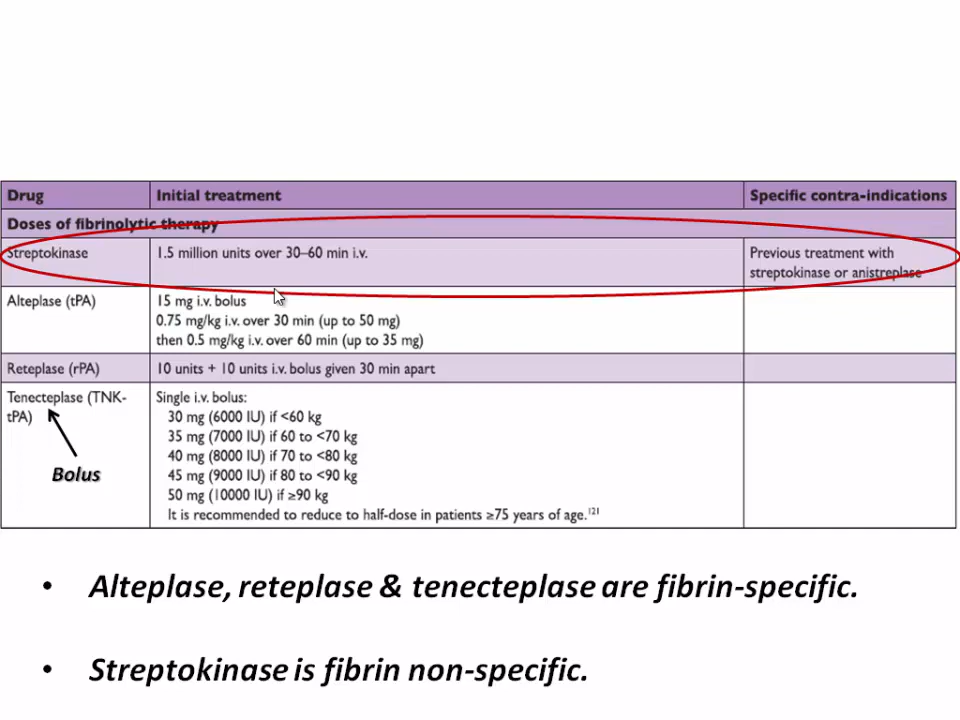 Drug Initial treatment Specific contra-indications
Doses of fibrinolytic therapy
Streptokinase 1.5 million units over 30–60 min i.v. Previous treatment with
streptokinase or anistreplase
Alteplase (tPA) 15 mg i.v. bolus
0.75 mg/kg i.v. over 30 min (up to 50 mg)
then 0.5 mg/kg i.v. over 60 min (up to 35 mg)
Reteplase (rPA) 10 units + 10 units i.v. bolus given 30 min apart
Tenecteplase (TNK- Single i.v. bolus:
tPA) 30 mg (6000 IU) if <60 kg
35 mg (7000 IU) if 60 to <70 kg
40 mg (8000 IU) if 70 to <80 kg
Bolus 45 mg (9000 IU) if 80 to <90 kg
50 mg (10000 IU) if ≥90 kg
It is recommended to reduce to half-dose in patients ≥75 years of age.¹²¹
• Alteplase, reteplase & tenecteplase are fibrin-specific.
• Streptokinase is fibrin non-specific.